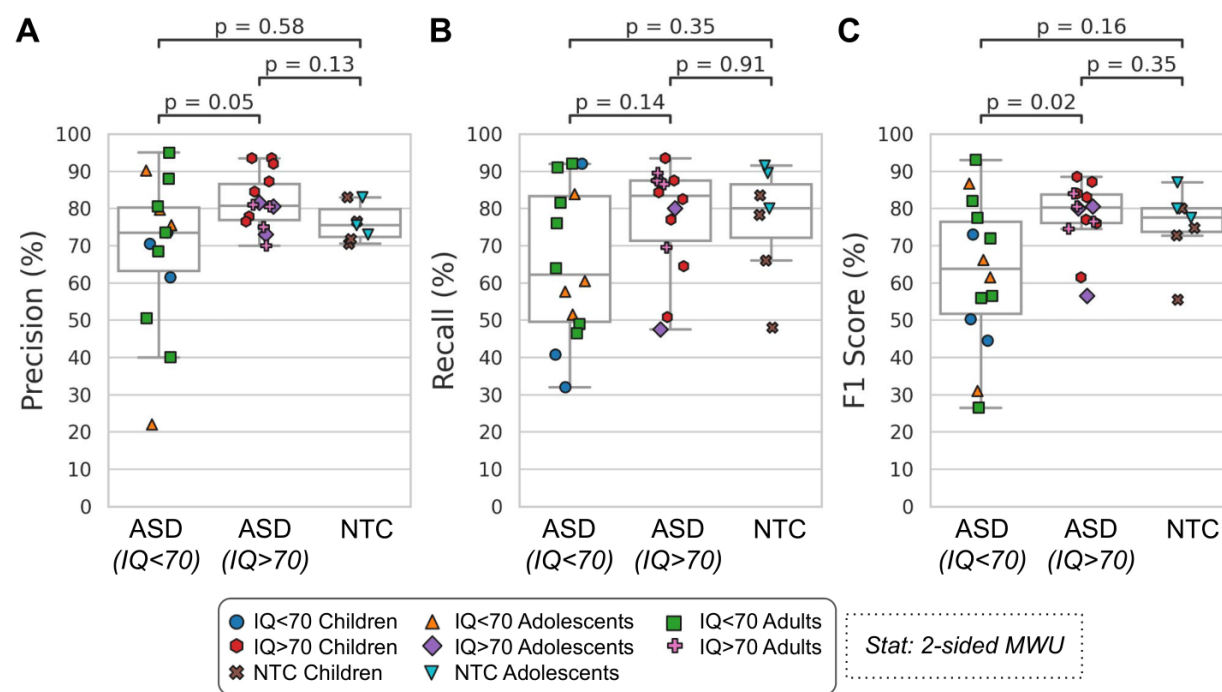 A
p = 0.58
p = 0.13
p = 0.05
100
90
80
70
60
50
40
30
20
10
0
Precision (%)
ASD
(IQ<70)
ASD
(IQ>70)
NTC
B
p = 0.35
p = 0.91
p = 0.14
100
90
80
70
60
50
40
30
20
10
0
Recall (%)
ASD
(IQ<70)
ASD
(IQ>70)
NTC
C
p = 0.16
p = 0.35
p = 0.02
100
90
80
70
60
50
40
30
20
10
0
F1 Score (%)
ASD
(IQ<70)
ASD
(IQ>70)
NTC
IQ<70 Children
IQ<70 Adolescents
IQ<70 Adults
IQ>70 Children
IQ>70 Adolescents
IQ>70 Adults
NTC Children
NTC Adolescents
Stat: 2-sided MWU